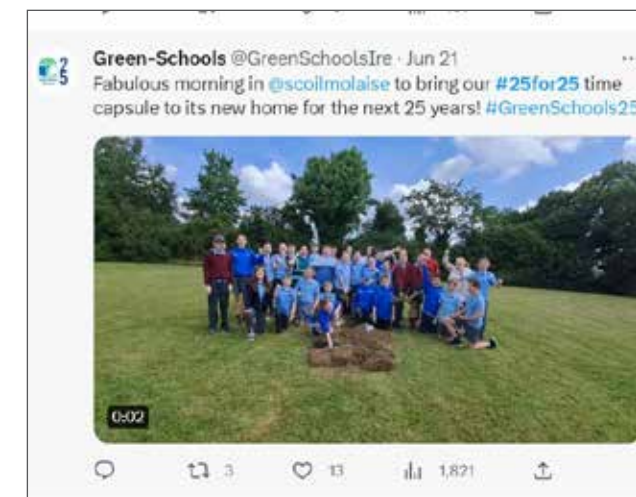 25
Green-Schools @GreenSchoolsIre · Jun 21
Fabulous morning in @scoilmolaise to bring our #25for25 time
capsule to its new home for the next 25 years! #GreenSchools25
0:02
3 13 1,821